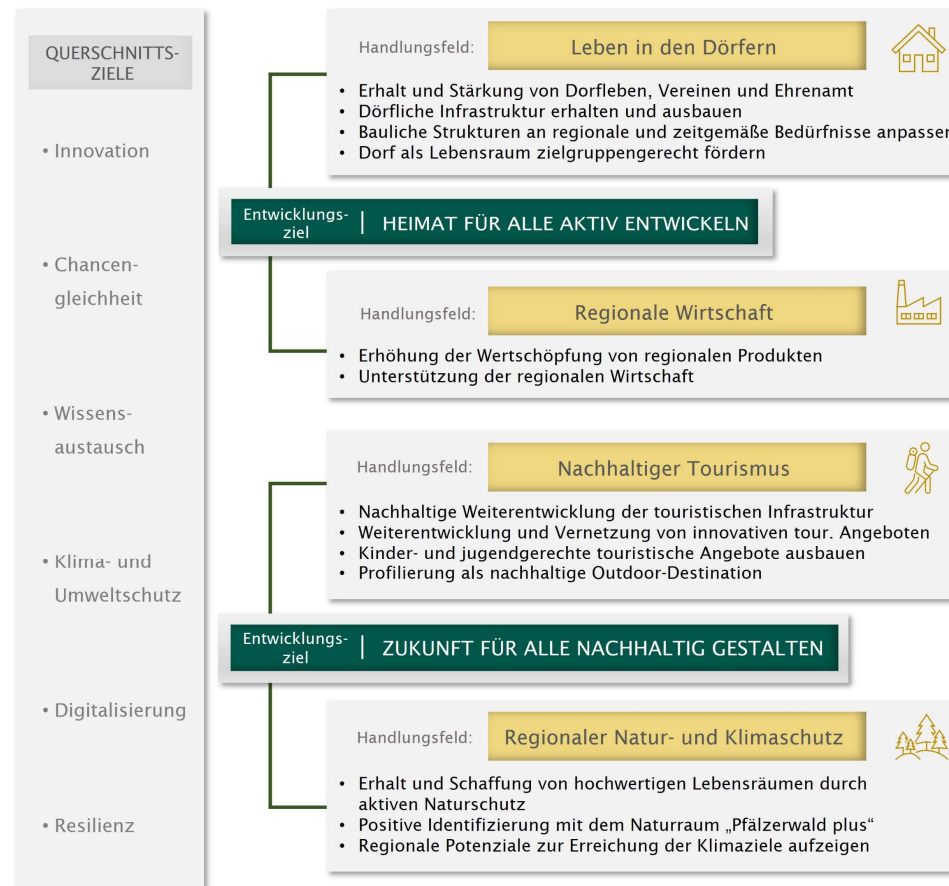 QUERSCHNITTS-
ZIELE
• Innovation
• Chancen-
gleichheit
• Wissens-
austausch
• Klima- und
Umweltschutz
• Digitalisierung
• Resilienz
Handlungsfeld: Leben in den Dörfern
• Erhalt und Stärkung von Dorfleben, Vereinen und Ehrenamt
• Dörfliche Infrastruktur erhalten und ausbauen
• Bauliche Strukturen an regionale und zeitgemäße Bedürfnisse anpassen
• Dorf als Lebensraum zielgruppengerecht fördern
Entwicklungs-
ziel | HEIMAT FÜR ALLE AKTIV ENTWICKELN
Handlungsfeld: Regionale Wirtschaft
• Erhöhung der Wertschöpfung von regionalen Produkten
• Unterstützung der regionalen Wirtschaft
Handlungsfeld: Nachhaltiger Tourismus
• Nachhaltige Weiterentwicklung der touristischen Infrastruktur
• Weiterentwicklung und Vernetzung von innovativen tour. Angeboten
• Kinder- und jugendgerechte touristische Angebote ausbauen
• Profilierung als nachhaltige Outdoor-Destination
Entwicklungs-
ziel | ZUKUNFT FÜR ALLE NACHHALTIG GESTALTEN
Handlungsfeld: Regionaler Natur- und Klimaschutz
• Erhalt und Schaffung von hochwertigen Lebensräumen durch
aktiven Naturschutz
• Positive Identifizierung mit dem Naturraum „Pfälzerwald plus“
• Regionale Potenziale zur Erreichung der Klimaziele aufzeigen